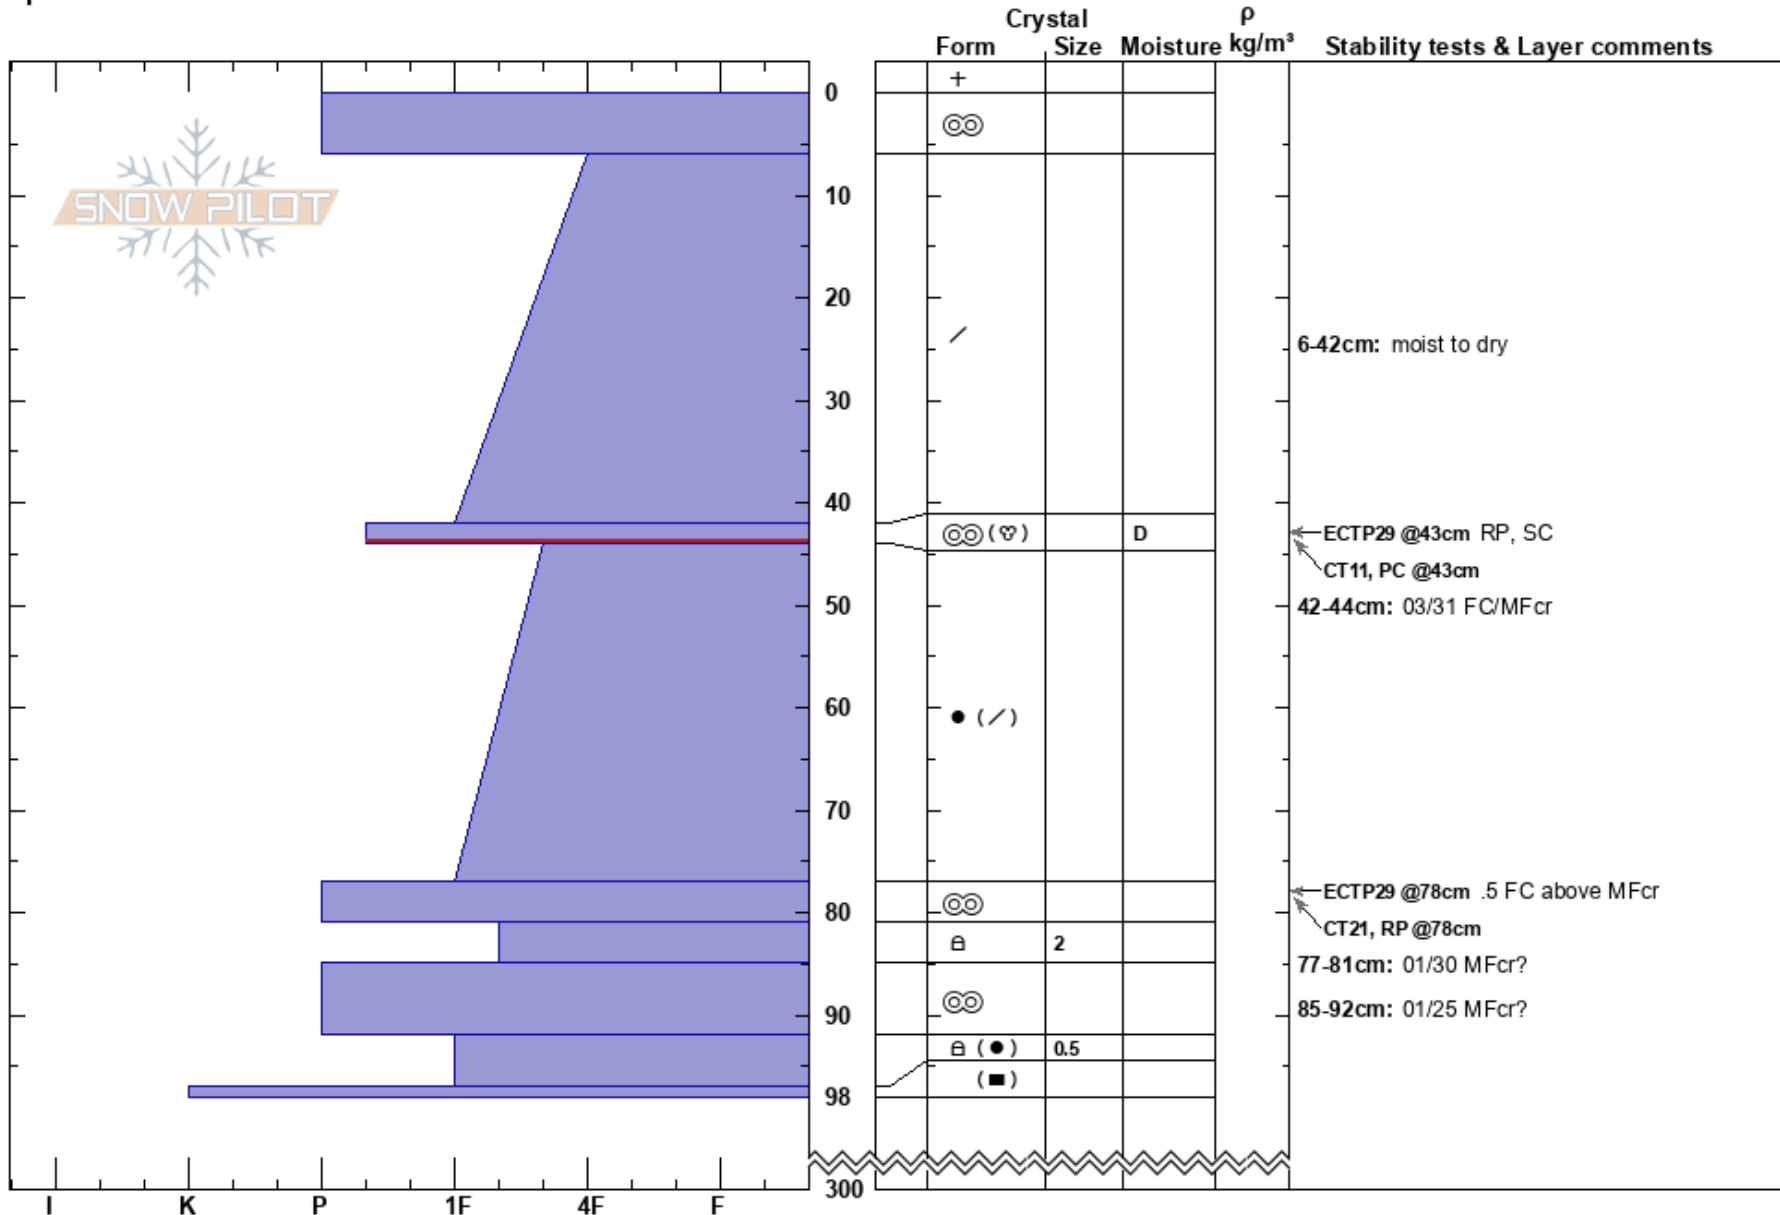 Crystal
ρ
Form Size Moisture kg/m³ Stability tests & Layer comments
0
SNOW PILOT
10
20
6-42cm: moist to dry
30
40
D
ECTP29 @43cm RP, SC
CT11, PC @43cm
50
42-44cm: 03/31 FC/MFcr
60
70
ECTP29 @78cm .5 FC above MFcr
80
CT21, RP @78cm
2
77-81cm: 01/30 MFcr?
85-92cm: 01/25 MFcr?
90
0.5
98
300
I K P 1F 4F F